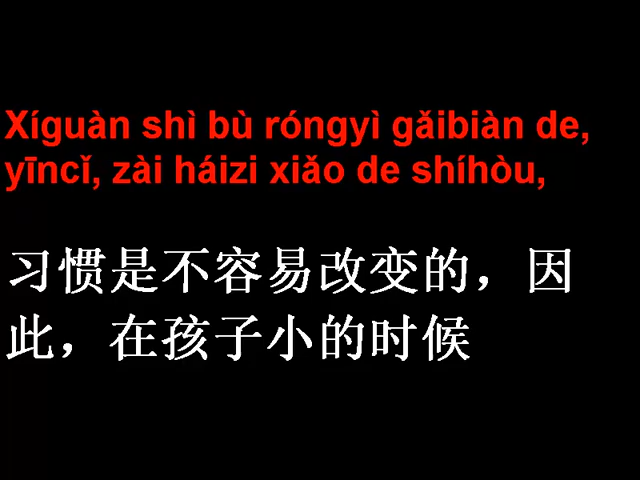 Xíguàn shì bù róngyì gǎibiàn de,
yīncǐ, zài háizi xiǎo de shíhòu,
习惯是不容易改变的，因
此，在孩子小的时候